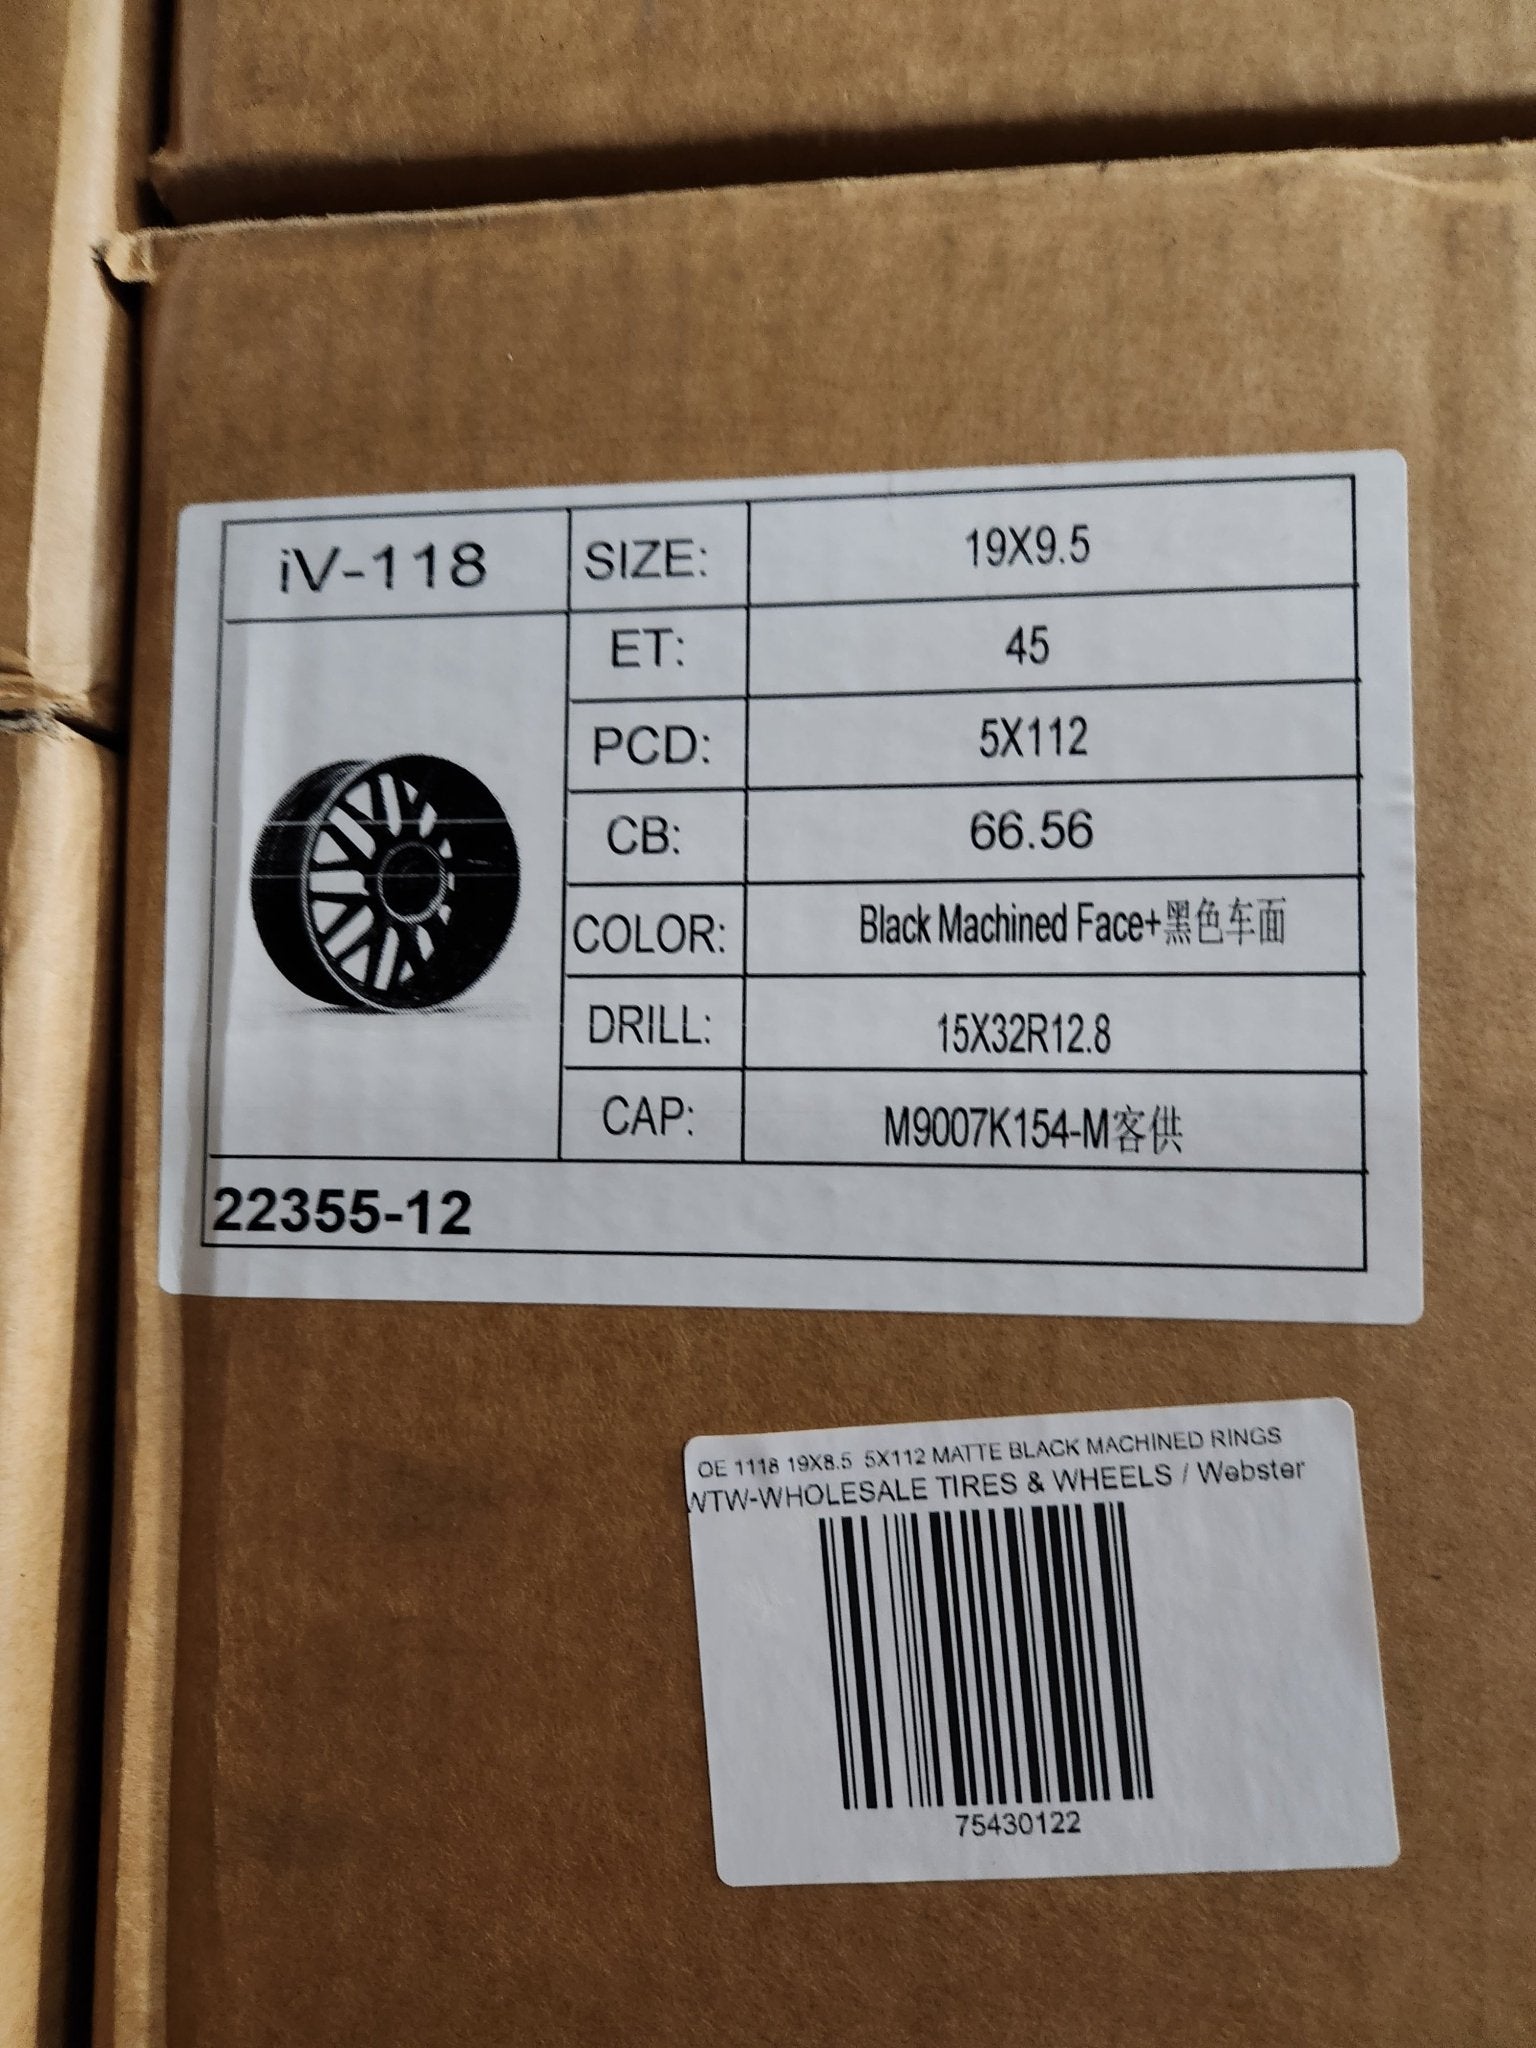 iV-118
SIZE: 19X9.5
ET: 45
PCD: 5X112
CB: 66.56
COLOR: Black Machined Face+黑色车面
DRILL: 15X32R12.8
CAP: M9007K154-M客供
22355-12
OE 1118 19X8.5 5X112 MATTE BLACK MACHINED RINGS
WTW-WHOLESALE TIRES & WHEELS / Webster
75430122